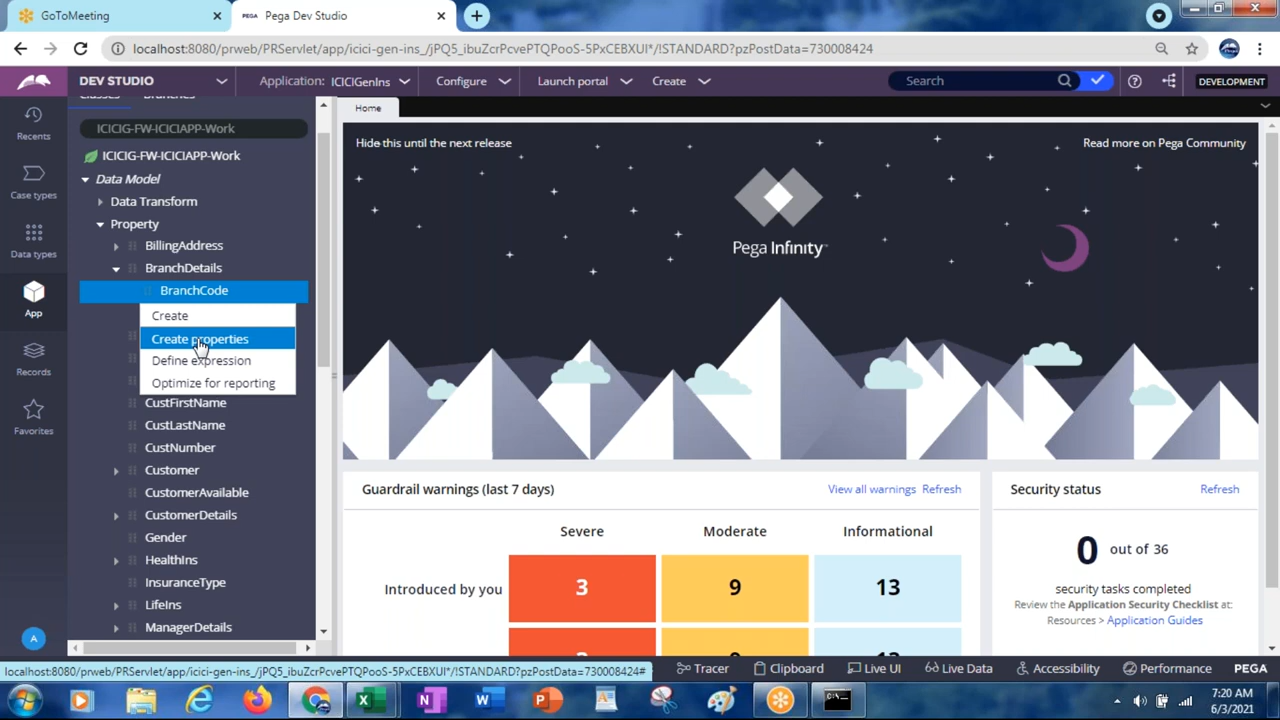 GoToMeeting
PEGA Pega Dev Studio
localhost:8080/prweb/PRServlet/app/icici-gen-ins_/jPQ5_ibuZcrPcvePTQPooS-5PxCEBXUI*/!STANDARD?pzPostData=730008424
DEV STUDIO
Application: ICICIGenIns
Configure
Launch portal
Create
Search
DEVELOPMENT
Recents
Case types
Data types
App
Records
Favorites
A
Classes Branches
ICICIG-FW-ICICIAPP-Work
ICICIG-FW-ICICIAPP-Work
Data Model
Data Transform
Property
BillingAddress
BranchDetails
BranchCode
Create
Create properties
Define expression
Optimize for reporting
CustFirstName
CustLastName
CustNumber
Customer
CustomerAvailable
CustomerDetails
Gender
HealthIns
InsuranceType
LifeIns
ManagerDetails
Home
Hide this until the next release
Read more on Pega Community
Pega Infinity™
Guardrail warnings (last 7 days)
View all warnings Refresh
Severe Moderate Informational
Introduced by you 3 9 13
Security status
Refresh
0 out of 36
security tasks completed
Review the Application Security Checklist at:
Resources > Application Guides
localhost:8080/prweb/PRServlet/app/icici-gen-ins_/jPQ5_ibuZcrPcvePTQPooS-5PxCEBXUI*/!STANDARD?pzPostData=730008424#
Tracer
Clipboard
Live UI
Live Data
Accessibility
Performance
PEGA
7:20 AM
6/3/2021